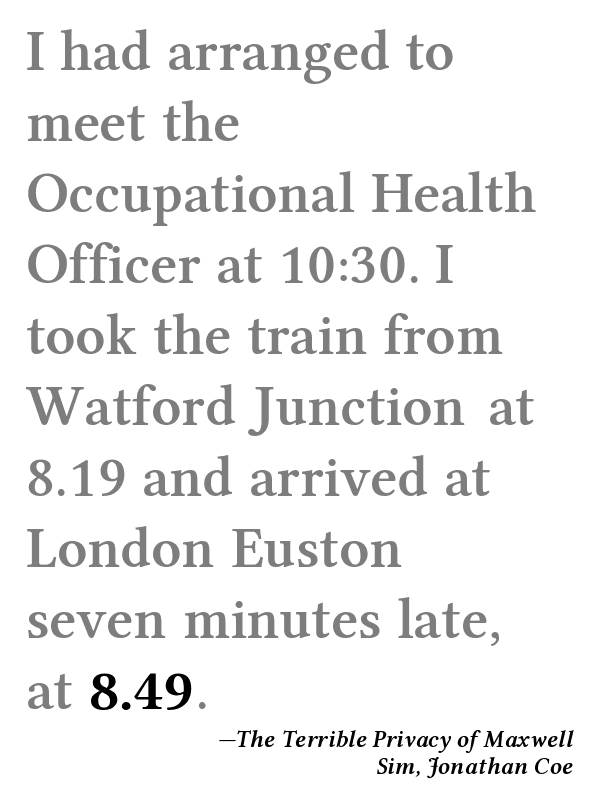 I had arranged to
meet the
Occupational Health
Officer at 10:30. I
took the train from
Watford Junction at
8.19 and arrived at
London Euston
seven minutes late,
at 8.49.
—The Terrible Privacy of Maxwell
Sim, Jonathan Coe